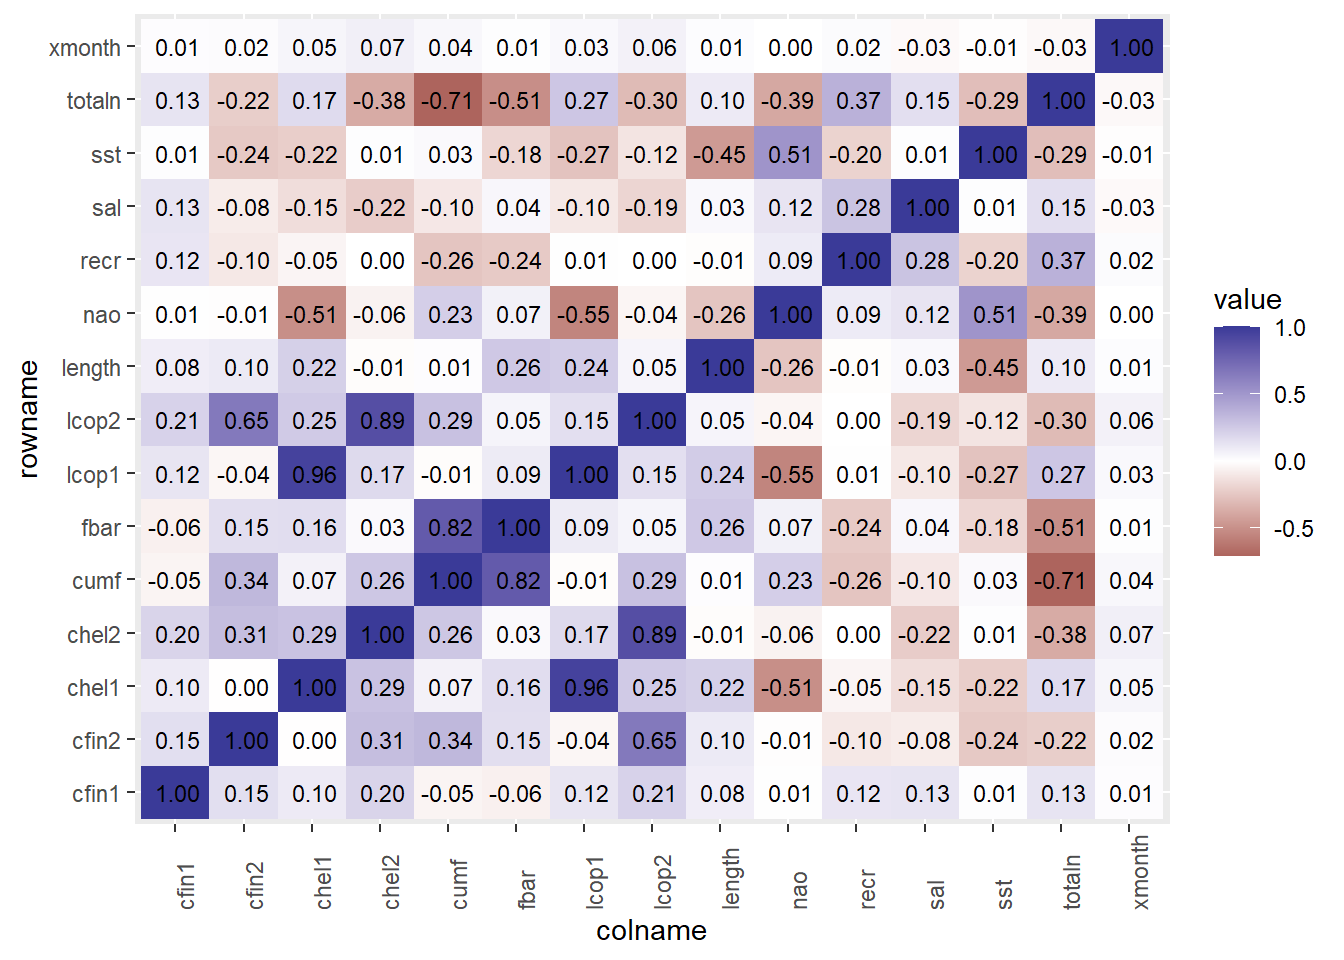 xmonth 0.01 0.02 0.05 0.07 0.04 0.01 0.03 0.06 0.01 0.00 0.02 -0.03 -0.01 -0.03 1.00
totaln 0.13 -0.22 0.17 -0.38 -0.71 -0.51 0.27 -0.30 0.10 -0.39 0.37 0.15 -0.29 1.00 -0.03
sst 0.01 -0.24 -0.22 0.01 0.03 -0.18 -0.27 -0.12 -0.45 0.51 -0.20 0.01 1.00 -0.29 -0.01
sal 0.13 -0.08 -0.15 -0.22 -0.10 0.04 -0.10 -0.19 0.03 0.12 0.28 1.00 0.01 0.15 -0.03
recr 0.12 -0.10 -0.05 0.00 -0.26 -0.24 0.01 0.00 -0.01 0.09 1.00 0.28 -0.20 0.37 0.02
nao 0.01 -0.01 -0.51 -0.06 0.23 0.07 -0.55 -0.04 -0.26 1.00 0.09 0.12 0.51 -0.39 0.00
length 0.08 0.10 0.22 -0.01 0.01 0.26 0.24 0.05 1.00 -0.26 -0.01 0.03 -0.45 0.10 0.01
lcop2 0.21 0.65 0.25 0.89 0.29 0.05 0.15 1.00 0.05 -0.04 0.00 -0.19 -0.12 -0.30 0.06
lcop1 0.12 -0.04 0.96 0.17 -0.01 0.09 1.00 0.15 0.24 -0.55 0.01 -0.10 -0.27 0.27 0.03
fbar -0.06 0.15 0.16 0.03 0.82 1.00 0.09 0.05 0.26 0.07 -0.24 0.04 -0.18 -0.51 0.01
cumf -0.05 0.34 0.07 0.26 1.00 0.82 -0.01 0.29 0.01 0.23 -0.26 -0.10 0.03 -0.71 0.04
chel2 0.20 0.31 0.29 1.00 0.26 0.03 0.17 0.89 -0.01 -0.06 0.00 -0.22 0.01 -0.38 0.07
chel1 0.10 0.00 1.00 0.29 0.07 0.16 0.96 0.25 0.22 -0.51 -0.05 -0.15 -0.22 0.17 0.05
cfin2 0.15 1.00 0.00 0.31 0.34 0.15 -0.04 0.65 0.10 -0.01 -0.10 -0.08 -0.24 -0.22 0.02
cfin1 1.00 0.15 0.10 0.20 -0.05 -0.06 0.12 0.21 0.08 0.01 0.12 0.13 0.01 0.13 0.01
cfin1 cfin2 chel1 chel2 cumf fbar lcop1 lcop2 length nao recr sal sst totaln xmonth
colname
rowname
value
1.0
0.5
0.0
-0.5